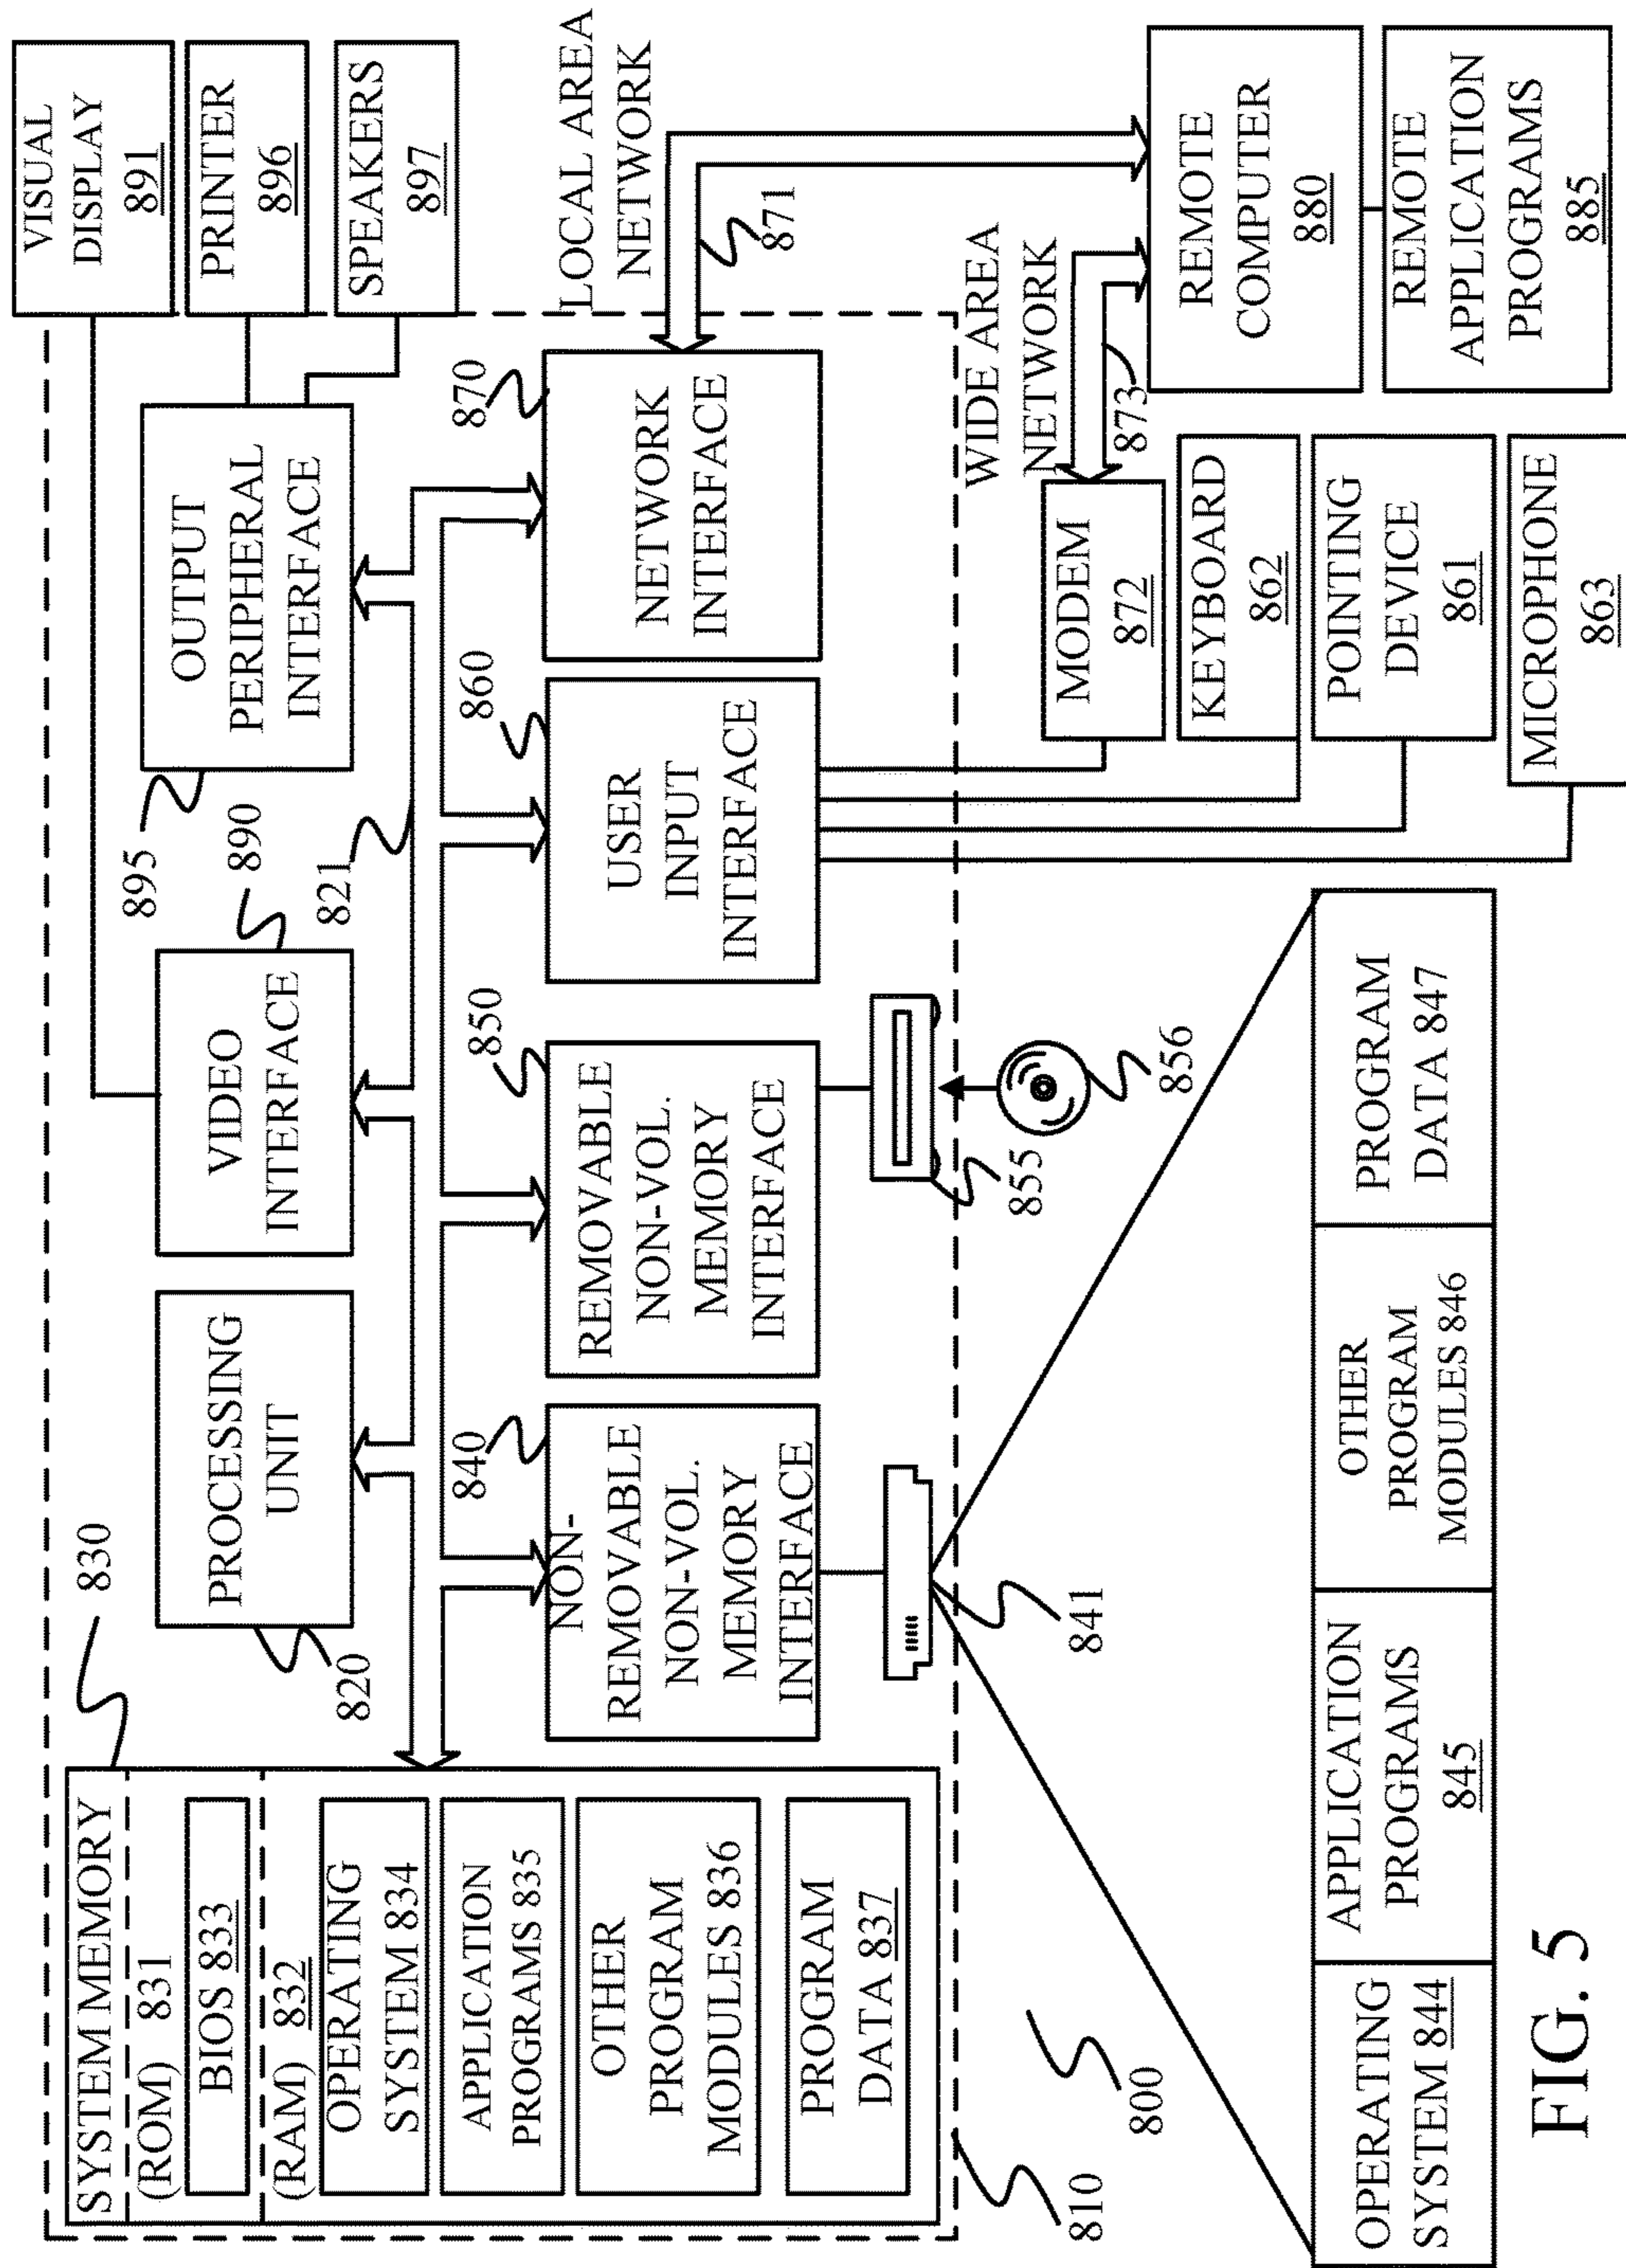 SYSTEM MEMORY
(ROM) 831
BIOS 833
(RAM) 832
OPERATING
SYSTEM 834
APPLICATION
PROGRAMS 835
OTHER
PROGRAM
MODULES 836
PROGRAM
DATA 837
830
820
PROCESSING
UNIT
VIDEO
INTERFACE
890
895
OUTPUT
PERIPHERAL
INTERFACE
821
VISUAL
DISPLAY
891
PRINTER
896
SPEAKERS
897
840
NON-
REMOVABLE
NON-VOL.
MEMORY
INTERFACE
850
REMOVABLE
NON-VOL.
MEMORY
INTERFACE
860
USER
INPUT
INTERFACE
870
NETWORK
INTERFACE
LOCAL AREA
NETWORK
871
841
855
856
WIDE AREA
NETWORK
873
MODEM
872
KEYBOARD
862
POINTING
DEVICE
861
MICROPHONE
863
REMOTE
COMPUTER
880
REMOTE
APPLICATION
PROGRAMS
885
810
800
OPERATING
SYSTEM 844
APPLICATION
PROGRAMS
845
OTHER
PROGRAM
MODULES 846
PROGRAM
DATA 847
FIG. 5